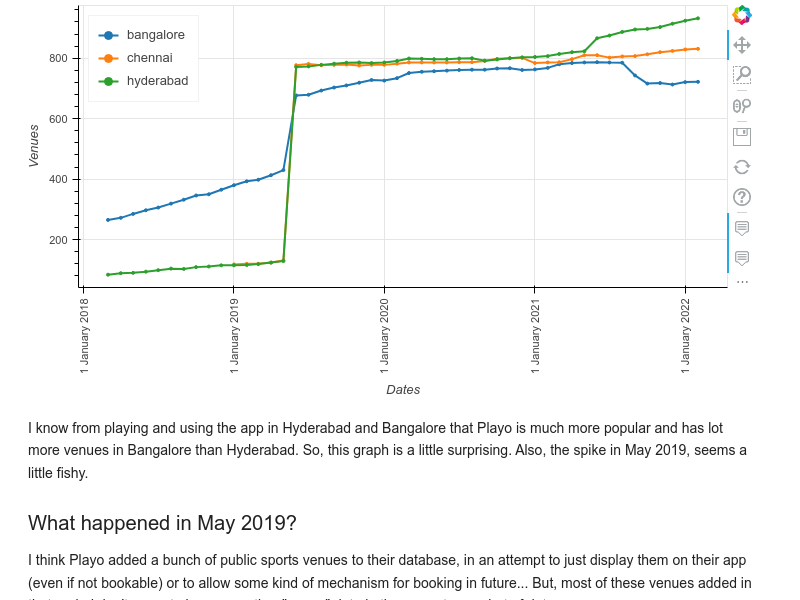 bangalore
chennai
hyderabad
800
600
400
200
Venues
1 January 2018
1 January 2019
1 January 2020
1 January 2021
1 January 2022
Dates
I know from playing and using the app in Hyderabad and Bangalore that Playo is much more popular and has lot
more venues in Bangalore than Hyderabad. So, this graph is a little surprising. Also, the spike in May 2019, seems a
little fishy.
What happened in May 2019?
I think Playo added a bunch of public sports venues to their database, in an attempt to just display them on their app
(even if not bookable) or to allow some kind of mechanism for booking in future... But, most of these venues added in